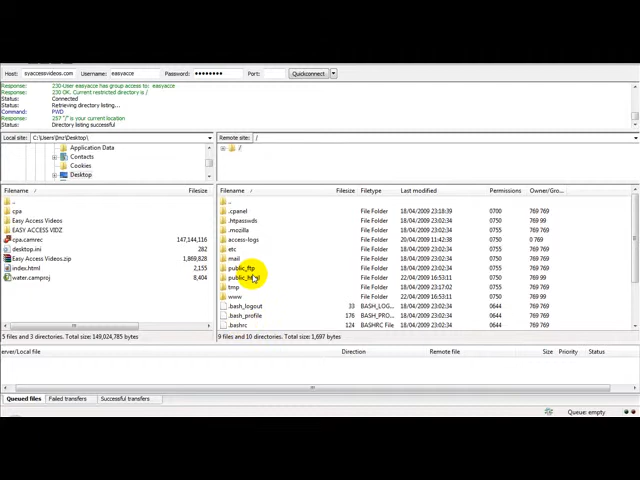 Host: syaccessvideos.com Username: easyacce Password: ●●●●●●●● Port: Quickconnect
Response: 230-User easyacce has group access to: easyacce
Response: 230 OK. Current restricted directory is /
Status: Connected
Status: Retrieving directory listing...
Command: PWD
Response: 257 "/" is your current location
Status: Directory listing successful
Local site: C:\Users\Dnz\Desktop\ Remote site: /
Application Data /
Contacts
Cookies
Desktop
Filename / Filesize Filename / Filesize Filetype Last modified Permissions Owner/Gro...
.. ..
cpa .cpanel File Folder 18/04/2009 23:18:39 0700 769 769
Easy Access Videos .htpasswds File Folder 18/04/2009 23:02:34 0750 769 99
EASY ACCESS VIDZ .mozilla File Folder 18/04/2009 23:02:34 0700 769 769
cpa.camrec 147,144,116 access-logs File Folder 20/04/2009 11:42:38 0750 0 769
desktop.ini 282 etc File Folder 18/04/2009 23:02:34 0750 769 769
Easy Access Videos.zip 1,869,828 mail File Folder 18/04/2009 23:02:34 0750 769 769
index.html 2,155 public_ftp File Folder 18/04/2009 23:02:34 0750 769 769
water.camproj 8,404 public_html File Folder 22/04/2009 16:53:11 0750 769 99
tmp File Folder 18/04/2009 23:17:02 0700 769 769
www File Folder 22/04/2009 16:53:11 0750 769 99
.bash_logout 33 BASH_LOG... 18/04/2009 23:02:34 0644 769 769
.bash_profile 176 BASH_PRO... 18/04/2009 23:02:34 0644 769 769
.bashrc 124 BASHRC File 18/04/2009 23:02:34 0644 769 769
5 files and 3 directories. Total size: 149,024,785 bytes 9 files and 10 directories. Total size: 1,697 bytes
erver/Local file Direction Remote file Size Priority Status
Queued files Failed transfers Successful transfers
Queue: empty